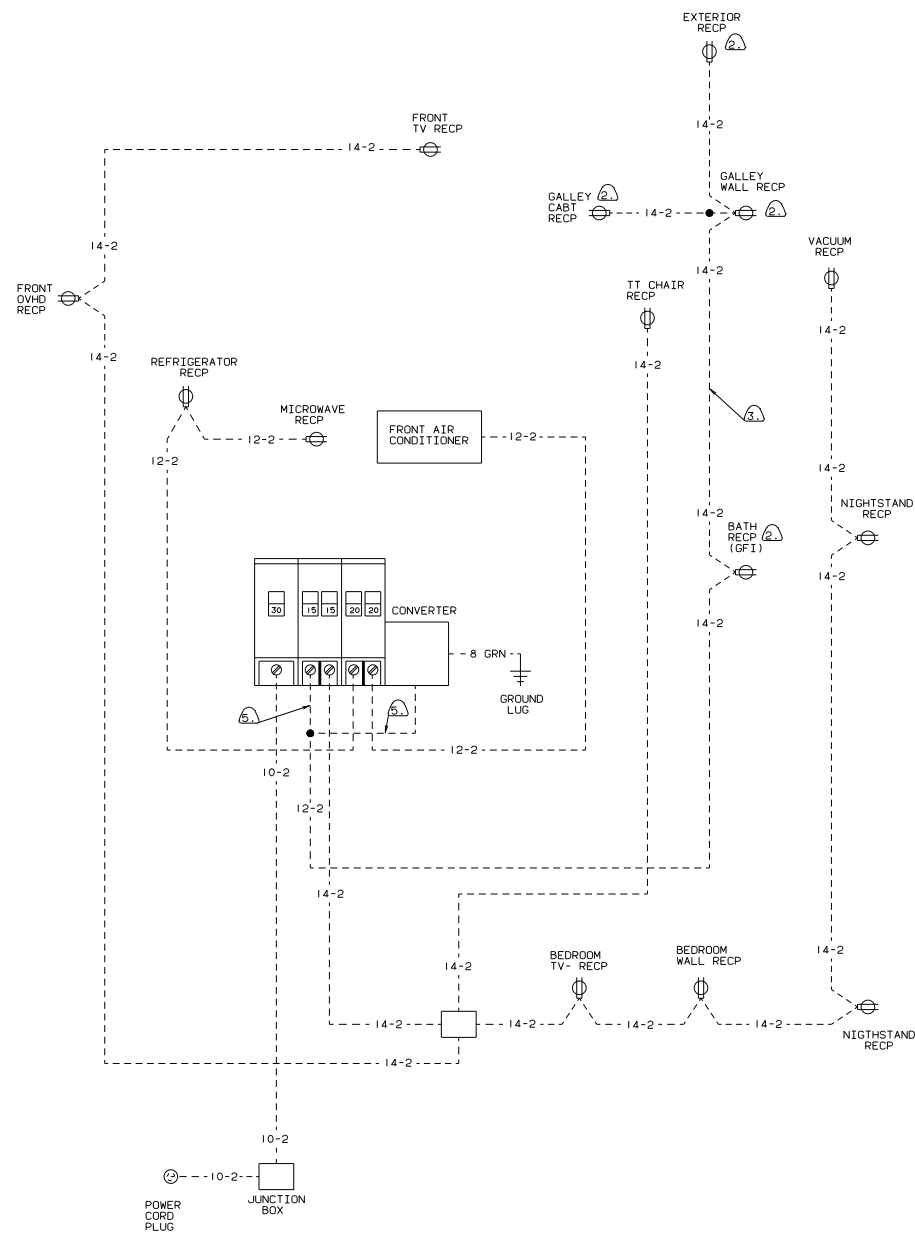 EXTERIOR
RECP
2.
14-2
FRONT
TV RECP
14-2
GALLEY
WALL RECP
2.
GALLEY 2.
CABT
RECP
14-2
14-2
14-2
VACUUM
RECP
FRONT
OVHD
RECP
TT CHAIR
RECP
14-2
14-2
14-2
REFRIGERATOR
RECP
MICROWAVE
RECP
12-2
12-2
FRONT AIR
CONDITIONER
12-2
3.
14-2
14-2
BATH 2.
RECP
(GFI)
NIGHTSTAND
RECP
14-2
14-2
30
15
15
20
20
CONVERTER
8 GRN
GROUND
LUG
5.
5.
12-2
10-2
12-2
14-2
14-2
14-2
BEDROOM
TV- RECP
BEDROOM
WALL RECP
14-2
14-2
14-2
14-2
NIGTHSTAND
RECP
14-2
10-2
10-2
POWER
CORD
PLUG
JUNCTION
BOX